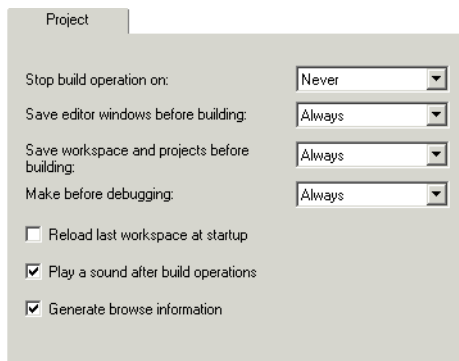 Project
Stop build operation on: Never
Save editor windows before building: Always
Save workspace and projects before
building: Always
Make before debugging: Always
Reload last workspace at startup
Play a sound after build operations
Generate browse information